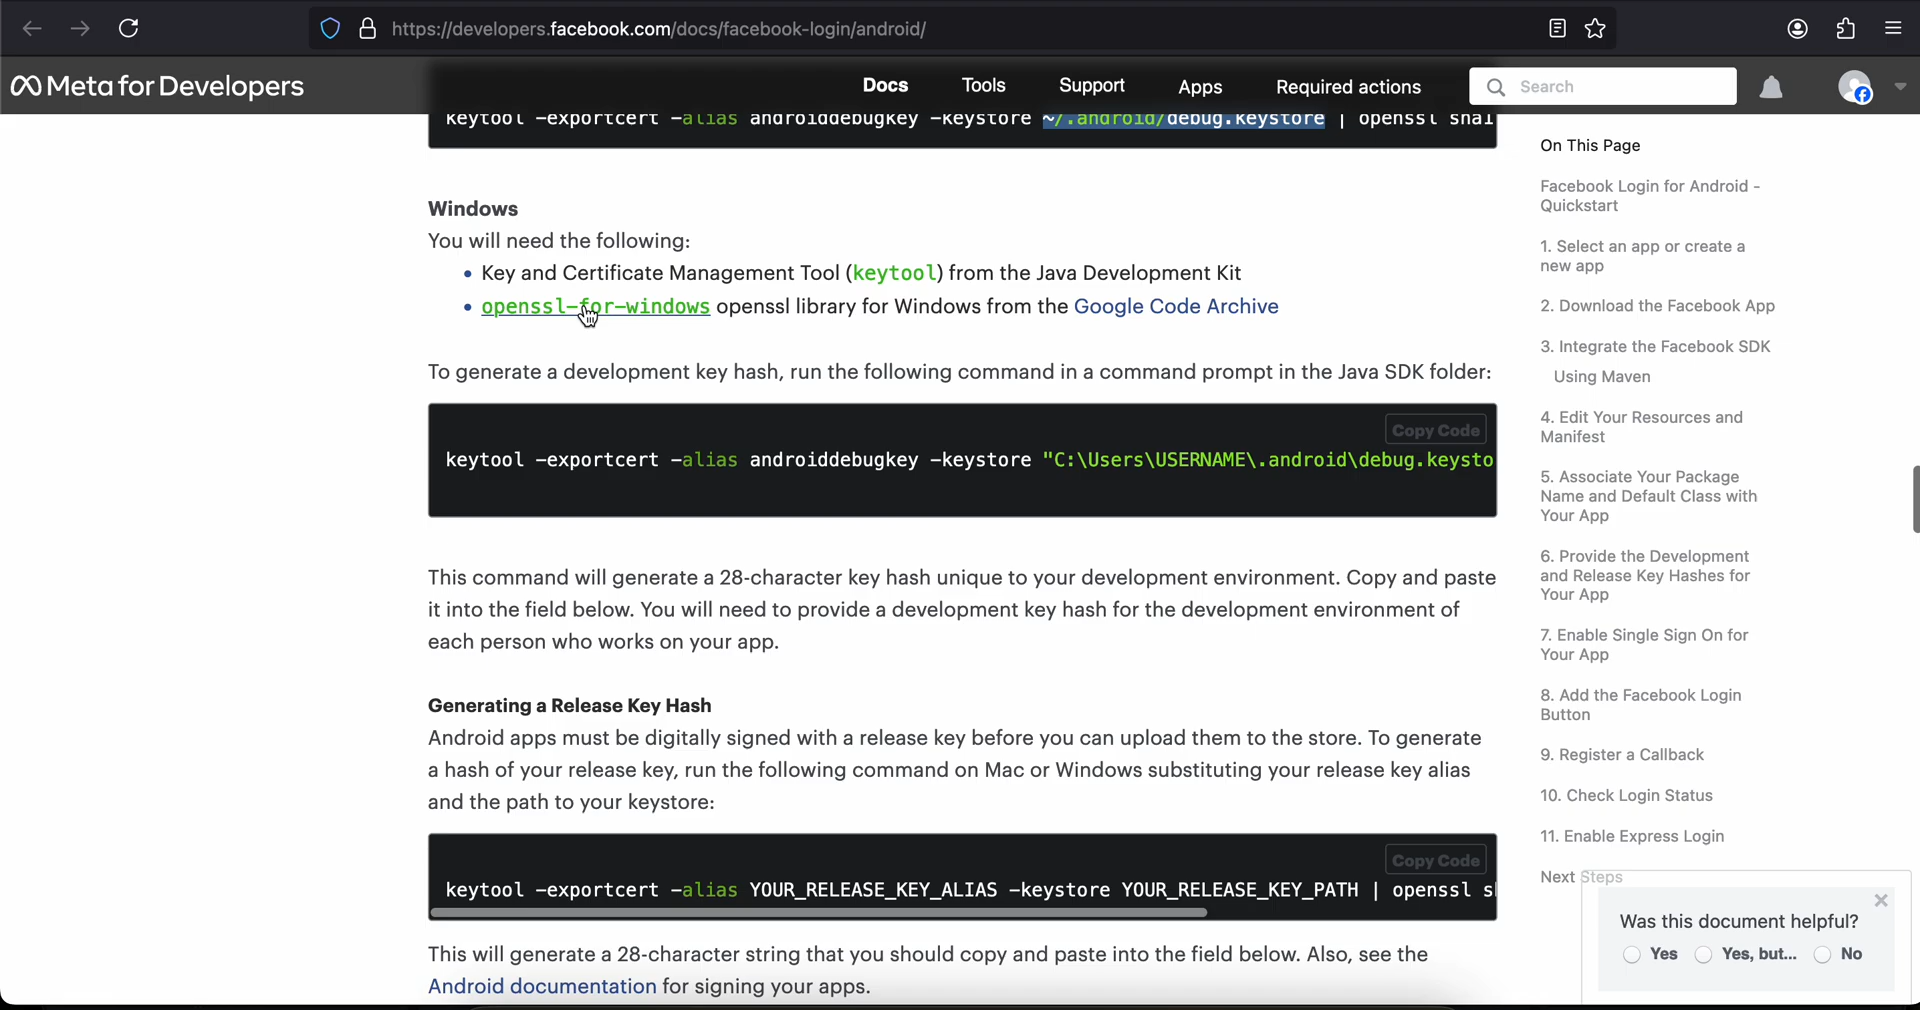 https://developers.facebook.com/docs/facebook-login/android/
Meta for Developers
Docs
Tools
Support
Apps
Required actions
Search
keytool -exportcert -alias androiddebugkey -keystore ~/.android/debug.keystore | openssl sha1
Windows
You will need the following:
• Key and Certificate Management Tool (keytool) from the Java Development Kit
• openssl-for-windows openssl library for Windows from the Google Code Archive
To generate a development key hash, run the following command in a command prompt in the Java SDK folder:
Copy Code
keytool -exportcert -alias androiddebugkey -keystore "C:\Users\USERNAME\.android\debug.keysto
This command will generate a 28-character key hash unique to your development environment. Copy and paste
it into the field below. You will need to provide a development key hash for the development environment of
each person who works on your app.
Generating a Release Key Hash
Android apps must be digitally signed with a release key before you can upload them to the store. To generate
a hash of your release key, run the following command on Mac or Windows substituting your release key alias
and the path to your keystore:
Copy Code
keytool -exportcert -alias YOUR_RELEASE_KEY_ALIAS -keystore YOUR_RELEASE_KEY_PATH | openssl
This will generate a 28-character string that you should copy and paste into the field below. Also, see the
Android documentation for signing your apps.
On This Page
Facebook Login for Android -
Quickstart
1. Select an app or create a
new app
2. Download the Facebook App
3. Integrate the Facebook SDK
Using Maven
4. Edit Your Resources and
Manifest
5. Associate Your Package
Name and Default Class with
Your App
6. Provide the Development
and Release Key Hashes for
Your App
7. Enable Single Sign On for
Your App
8. Add the Facebook Login
Button
9. Register a Callback
10. Check Login Status
11. Enable Express Login
Next Steps
Was this document helpful?
Yes
Yes, but...
No